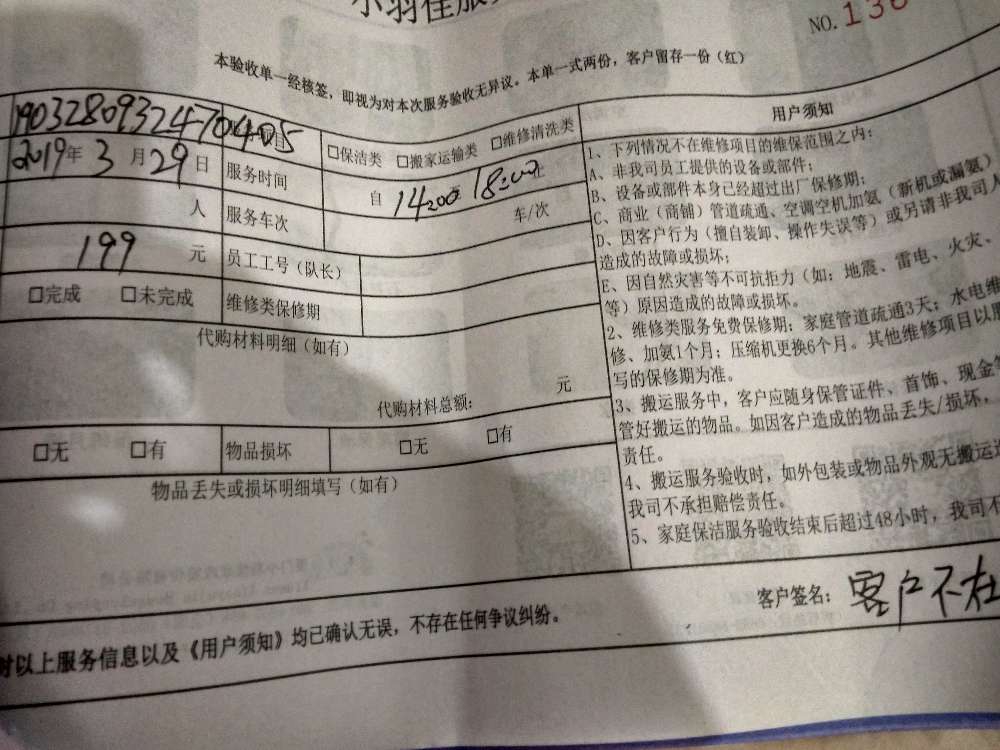 小羽佳服务
NO.136
本验收单一经核签，即视为对本次服务验收无异议。本单一式两份，客户留存一份（红）
1903280932470405
□保洁类 □搬家运输类 □维修清洗类
2019年3月29日
服务时间
自 14:00 18:00止
人
服务车次
车/次
199 元
员工工号（队长）
□完成 □未完成
维修类保修期
代购材料明细（如有）
元
代购材料总额：
□无 □有
物品损坏
□无 □有
物品丢失或损坏明细填写（如有）
用户须知
1、下列情况不在维修项目的维保范围之内：
A、非我司员工提供的设备或部件；
B、设备或部件本身已经超过出厂保修期；
C、商业（商铺）管道疏通、空调空机加氨（新机或漏氨）
D、因客户行为（擅自装卸、操作失误等）或另请非我司人
造成的故障或损坏；
E、因自然灾害等不可抗拒力（如：地震、雷电、火灾、
等）原因造成的故障或损坏。
2、维修类服务免费保修期：家庭管道疏通3天；水电维
修、加氨1个月；压缩机更换6个月。其他维修项目以
写的保修期为准。
3、搬运服务中，客户应随身保管证件、首饰、现金
管好搬运的物品。如因客户造成的物品丢失/损坏，
责任。
4、搬运服务验收时，如外包装或物品外观无搬运
我司不承担赔偿责任。
5、家庭保洁服务验收结束后超过48小时，我司不
客户签名：客户不在
对以上服务信息以及《用户须知》均已确认无误，不存在任何争议纠纷。